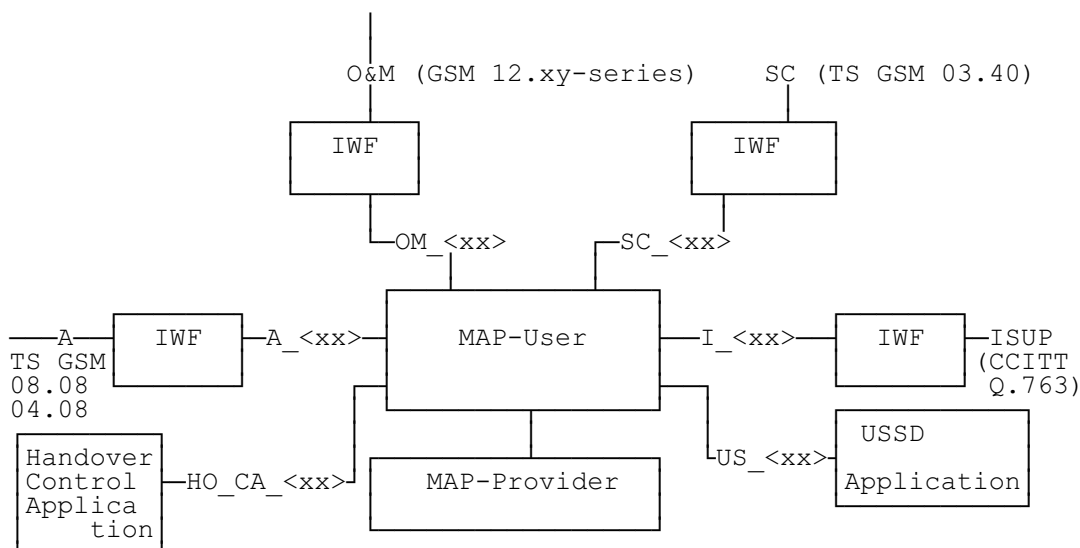 O&M (GSM 12.xy-series)
SC (TS GSM 03.40)
IWF
IWF
OM_<xx>
SC_<xx>
A
IWF
A_<xx>
MAP-User
I_<xx>
IWF
ISUP
TS GSM
(CCITT
08.08
Q.763)
04.08
USSD
Handover
US_<xx>
Control
HO_CA_<xx>
MAP-Provider
Application
Applica
tion